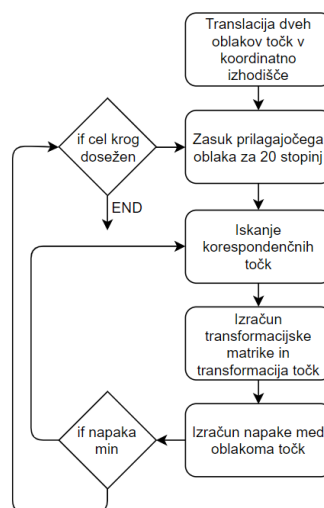 Translacija dveh
oblakov točk v
koordinatno
izhodišče
if cel krog
dosežen
Zasuk prilagajočega
oblaka za 20 stopinj
END
Iskanje
korespondenčnih
točk
Izračun
transformacijske
matrike in
transformacija točk
if napaka
min
Izračun napake med
oblakoma točk